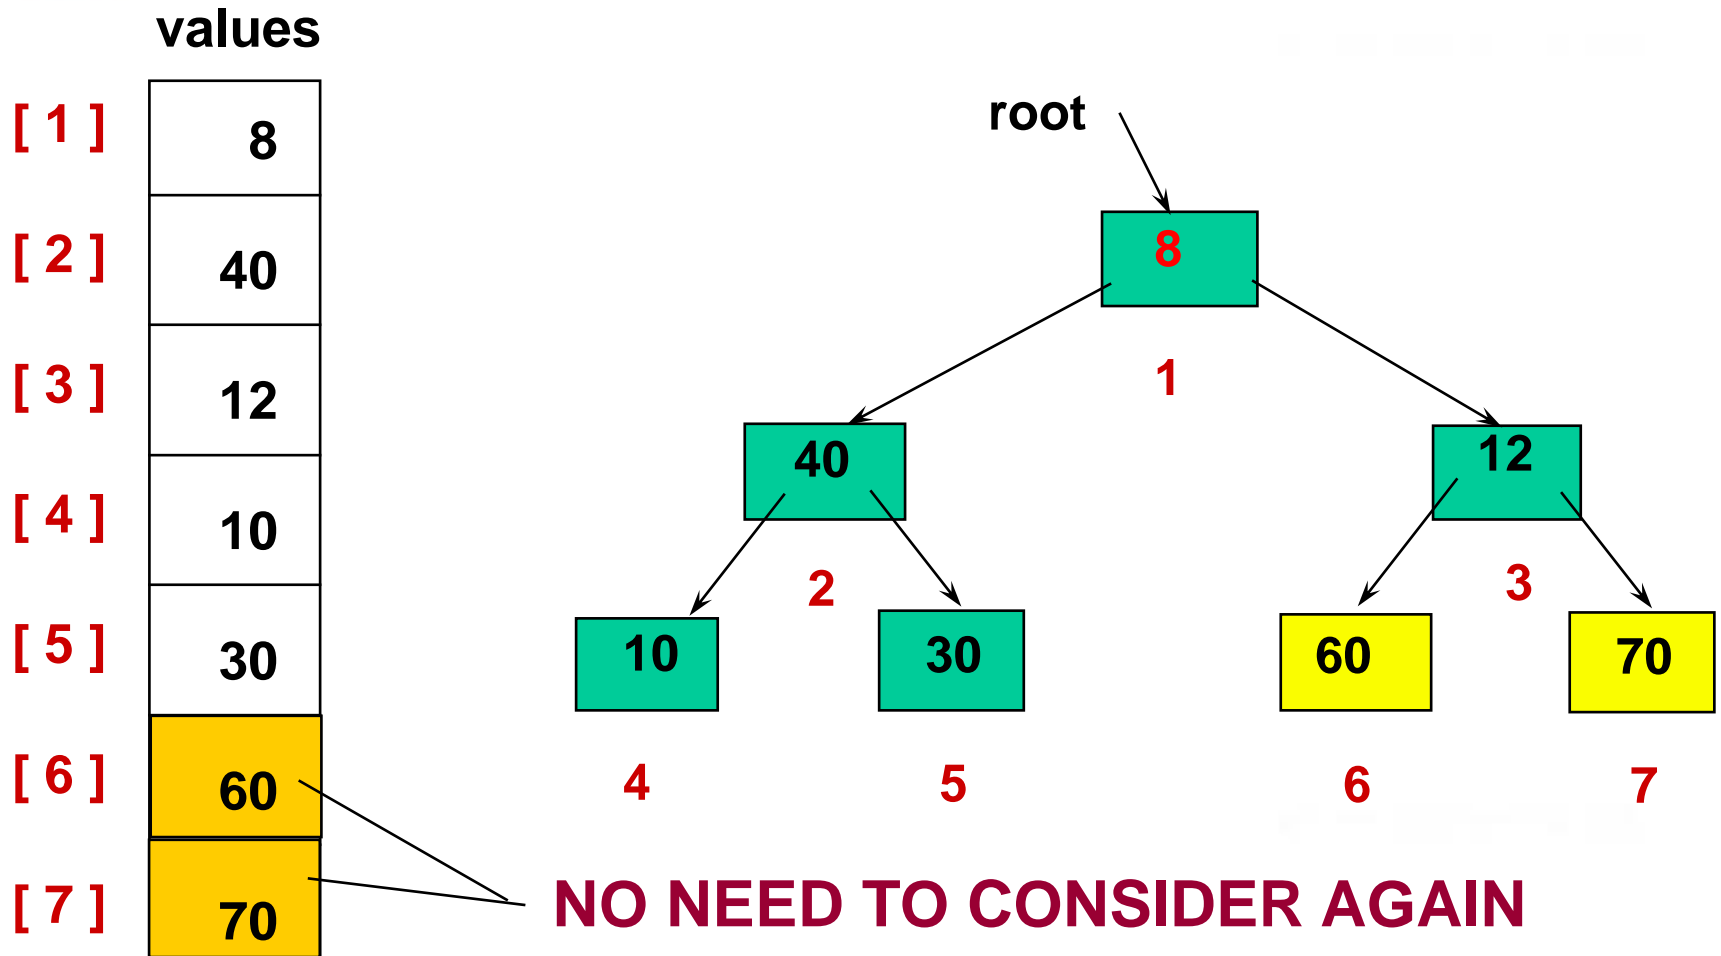 values
[ 1 ] 8
[ 2 ] 40
[ 3 ] 12
[ 4 ] 10
[ 5 ] 30
[ 6 ] 60
[ 7 ] 70
root
8
1
40 12
2 3
10 30 60 70
4 5 6 7
NO NEED TO CONSIDER AGAIN